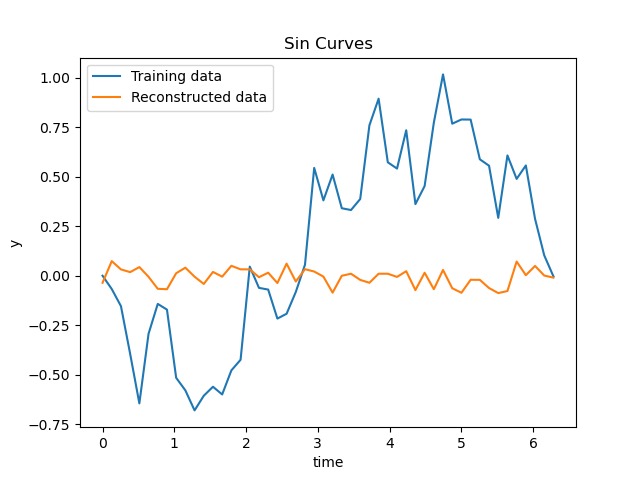 Sin Curves
Training data
Reconstructed data
1.00
0.75
0.50
0.25
0.00
−0.25
−0.50
−0.75
y
0 1 2 3 4 5 6
time